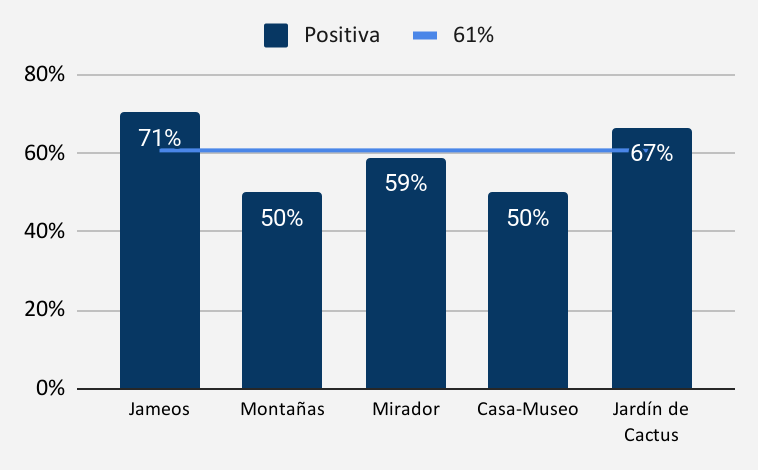 Positiva 61%
80%
60%
40%
20%
0%
71%
50%
59%
50%
67%
Jameos
Montañas
Mirador
Casa-Museo
Jardín de
Cactus